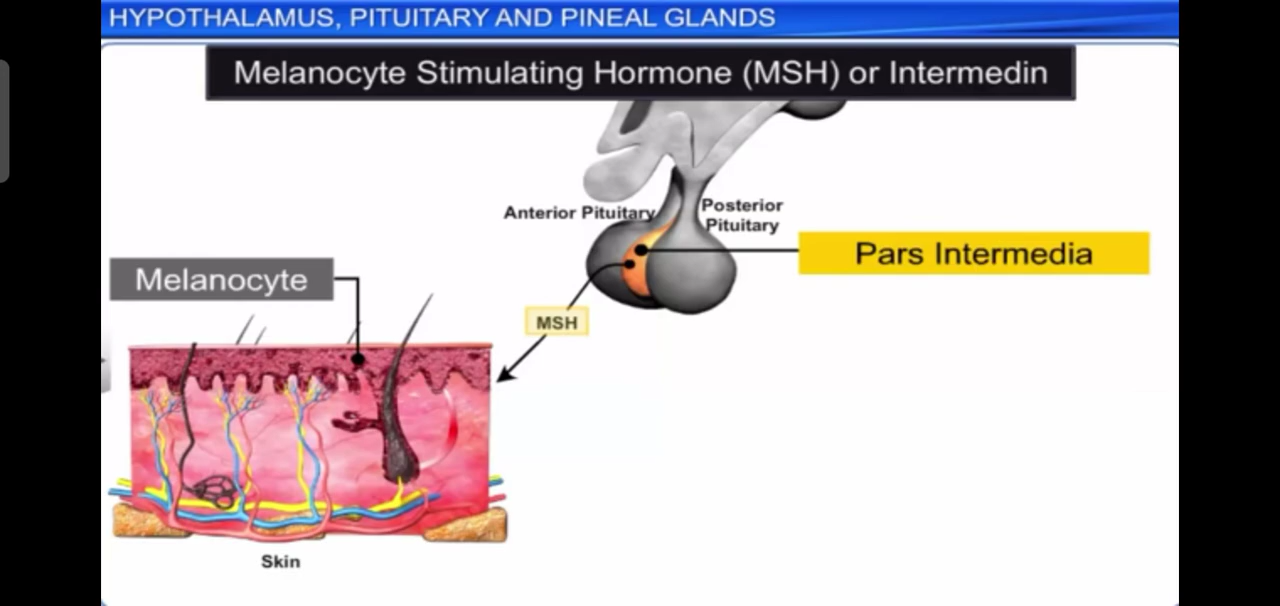 HYPOTHALAMUS, PITUITARY AND PINEAL GLANDS
Melanocyte Stimulating Hormone (MSH) or Intermedin
Anterior Pituitary
Posterior
Pituitary
Pars Intermedia
Melanocyte
MSH
Skin